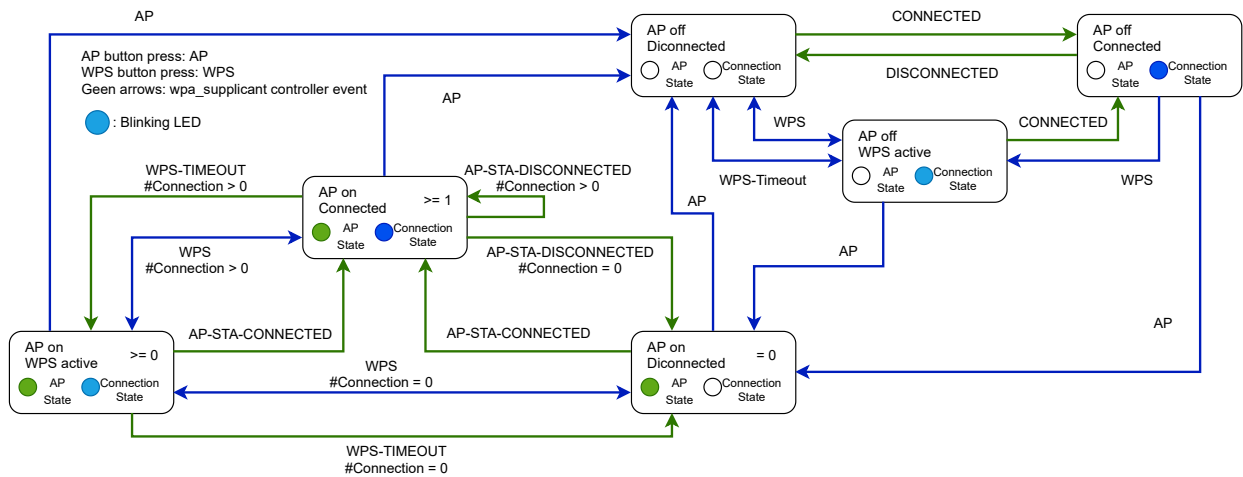 AP
AP button press: AP
WPS button press: WPS
Geen arrows: wpa_supplicant controller event
: Blinking LED
AP off
Diconnected
AP
State
Connection
State
CONNECTED
DISCONNECTED
AP off
Connected
AP
State
Connection
State
AP
WPS
WPS-Timeout
AP off
WPS active
AP
State
Connection
State
CONNECTED
WPS
WPS-TIMEOUT
#Connection > 0
AP on
Connected
>= 1
AP
State
Connection
State
AP-STA-DISCONNECTED
#Connection > 0
AP
AP
WPS
#Connection > 0
AP-STA-DISCONNECTED
#Connection = 0
AP-STA-CONNECTED
AP-STA-CONNECTED
AP
AP on
WPS active
>= 0
AP
State
Connection
State
WPS
#Connection = 0
AP on
Disconnected
= 0
AP
State
Connection
State
WPS-TIMEOUT
#Connection = 0